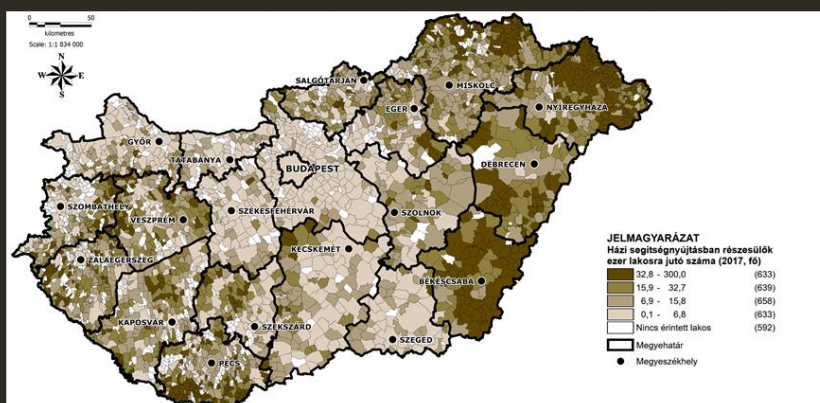 0 50
kilometres
Scale: 1:1 834 000
N
W E
S
SALGÓTARJÁN
MISKOLC
EGER
NYÍREGYHÁZA
GYŐR
TATABÁNYA
BUDAPEST
DEBRECEN
SZOMBATHELY
VESZPRÉM
SZÉKESFEHÉRVÁR
SZOLNOK
ZALAEGERSZEG
KECSKEMÉT
BÉKÉSCSABA
KAPOSVÁR
SZEKSZÁRD
SZEGED
PÉCS
JELMAGYARÁZAT
Házi segítségnyújtásban részesülők
ezer lakosra jutó száma (2017, fő)
32,8 - 300,0 (633)
15,9 - 32,7 (639)
6,9 - 15,8 (658)
0,1 - 6,8 (633)
Nincs érintett lakos (592)
Megyehatár
Megyeszékhely